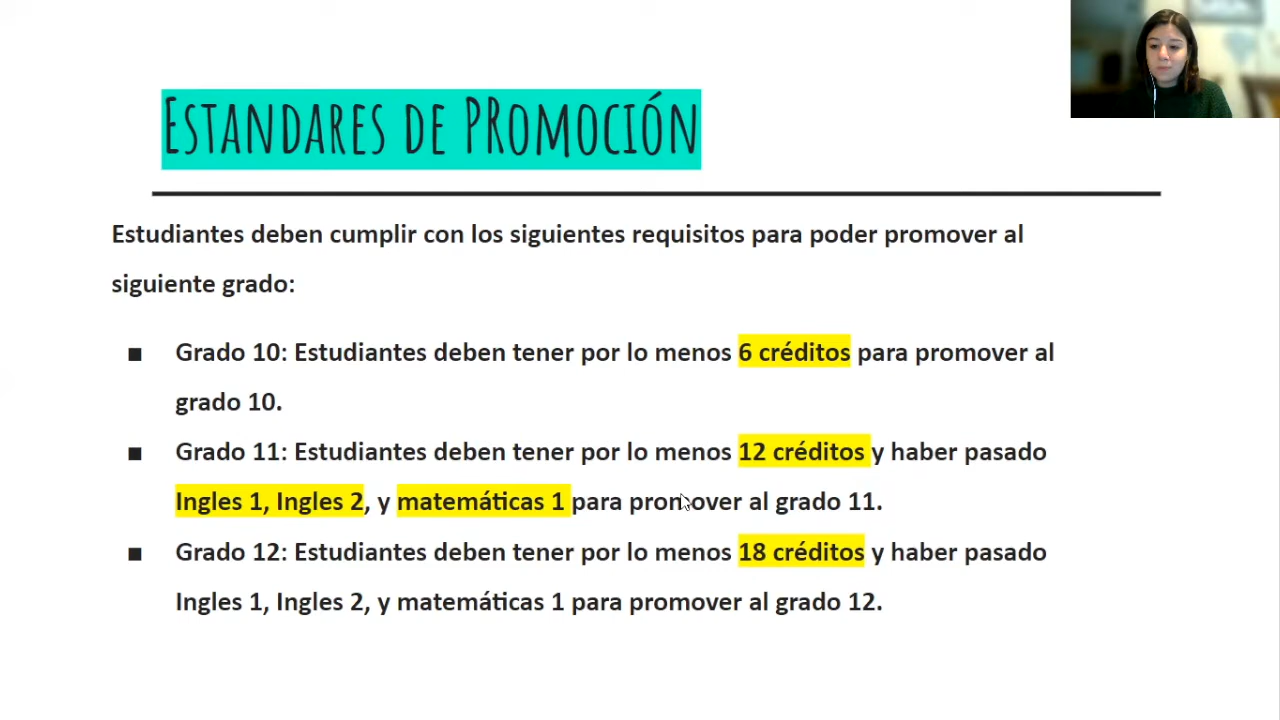 ESTANDARES DE PROMOCIÓN
Estudiantes deben cumplir con los siguientes requisitos para poder promover al
siguiente grado:
▪ Grado 10: Estudiantes deben tener por lo menos 6 créditos para promover al
grado 10.
▪ Grado 11: Estudiantes deben tener por lo menos 12 créditos y haber pasado
Ingles 1, Ingles 2, y matemáticas 1 para promover al grado 11.
▪ Grado 12: Estudiantes deben tener por lo menos 18 créditos y haber pasado
Ingles 1, Ingles 2, y matemáticas 1 para promover al grado 12.